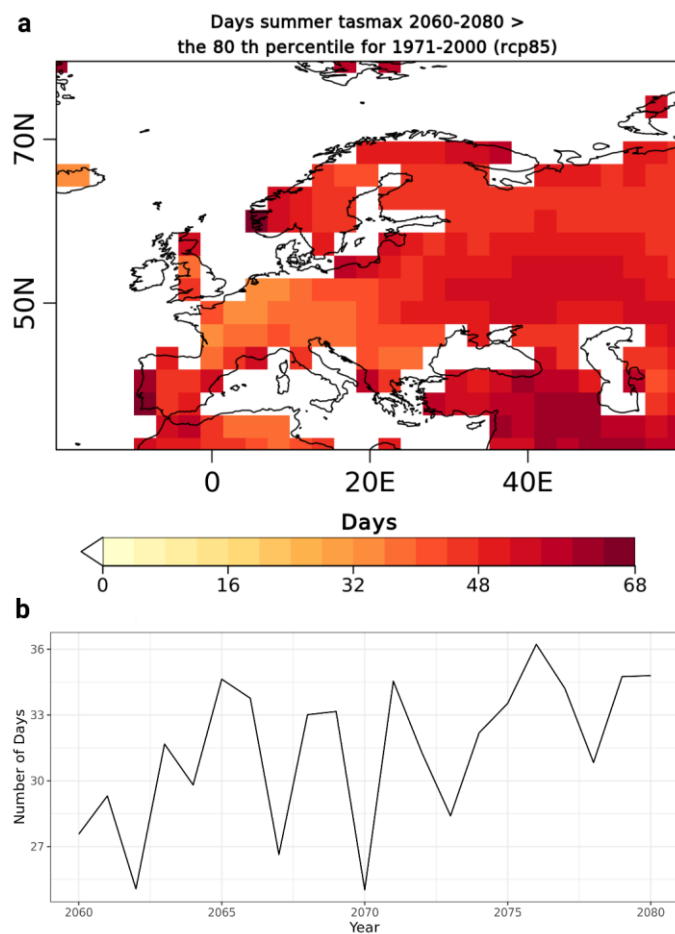 a
Days summer tasmax 2060-2080 >
the 80 th percentile for 1971-2000 (rcp85)
70N
50N
0 20E 40E
Days
0 16 32 48 68
b
36
33
30
27
Number of Days
2060 2065 2070 2075 2080
Year